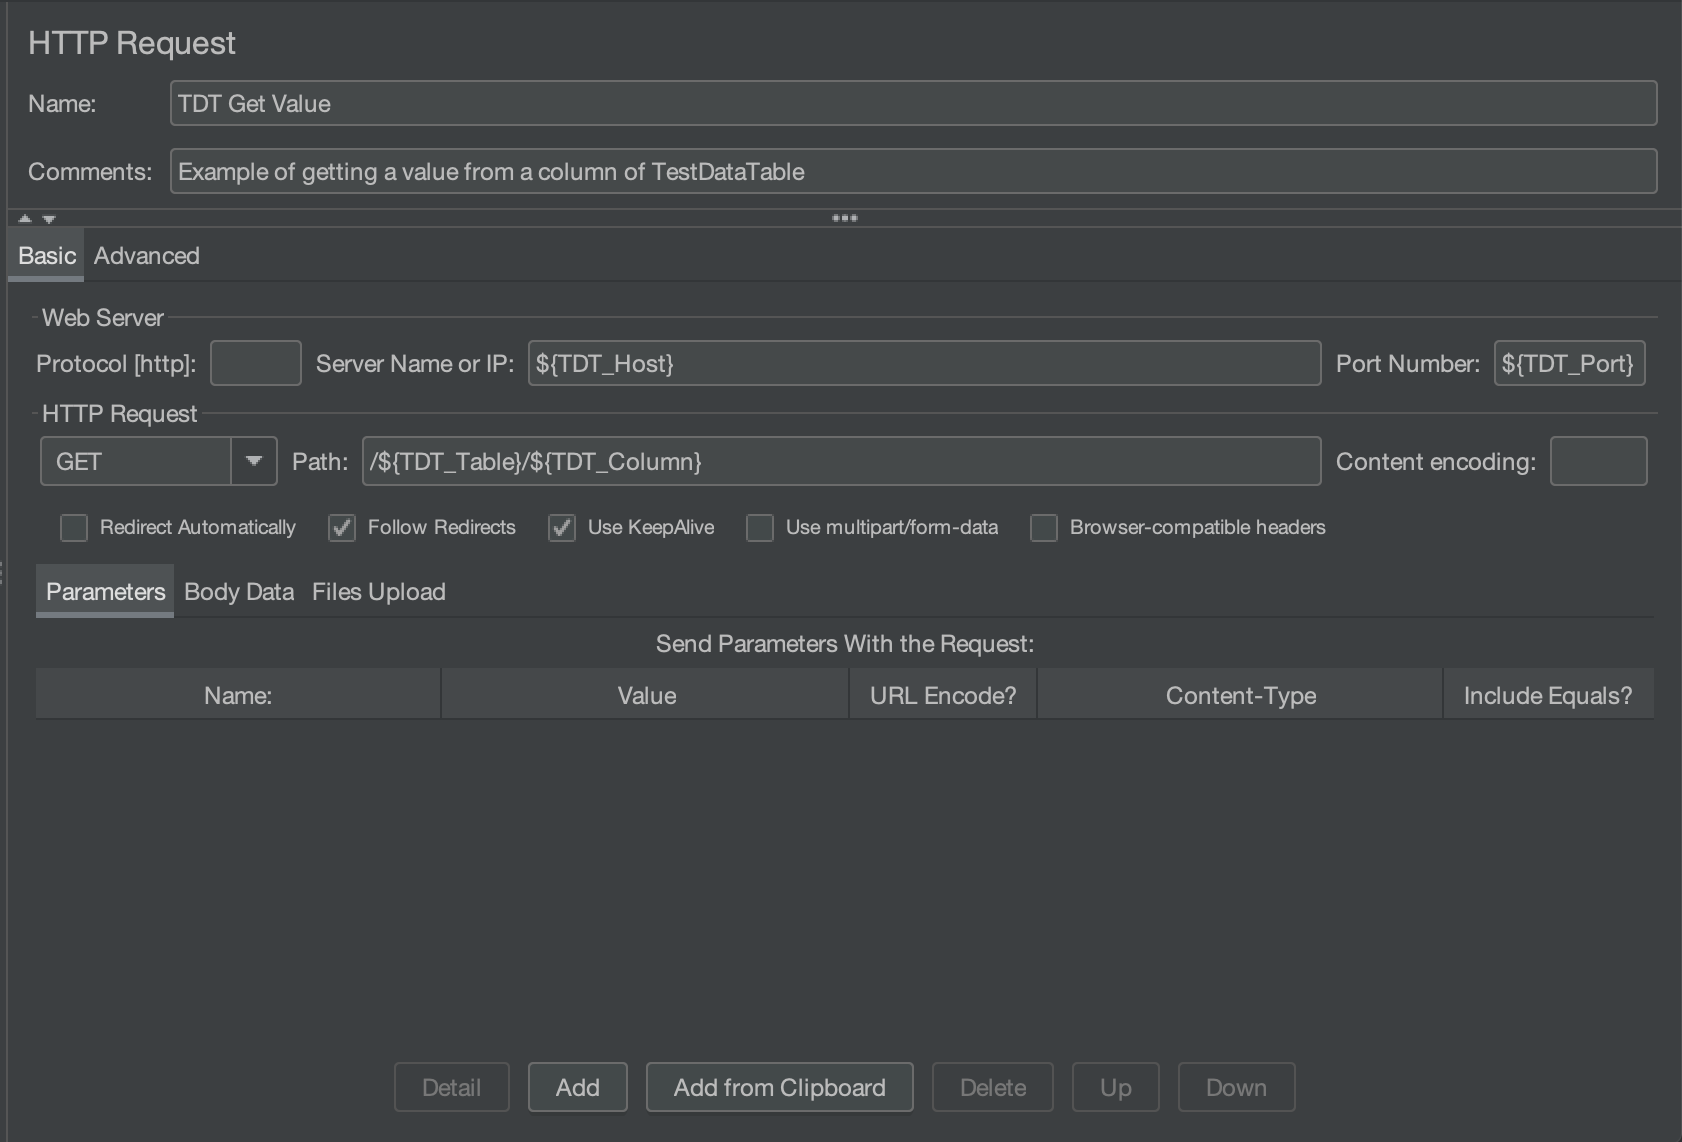 HTTP Request
Name: TDT Get Value
Comments: Example of getting a value from a column of TestDataTable
Basic Advanced
Web Server
Protocol [http]: Server Name or IP: ${TDT_Host} Port Number: ${TDT_Port}
HTTP Request
GET Path: /${TDT_Table}/${TDT_Column} Content encoding:
Redirect Automatically Follow Redirects Use KeepAlive Use multipart/form-data Browser-compatible headers
Parameters Body Data Files Upload
Send Parameters With the Request:
Name: Value URL Encode? Content-Type Include Equals?
Detail Add Add from Clipboard Delete Up Down